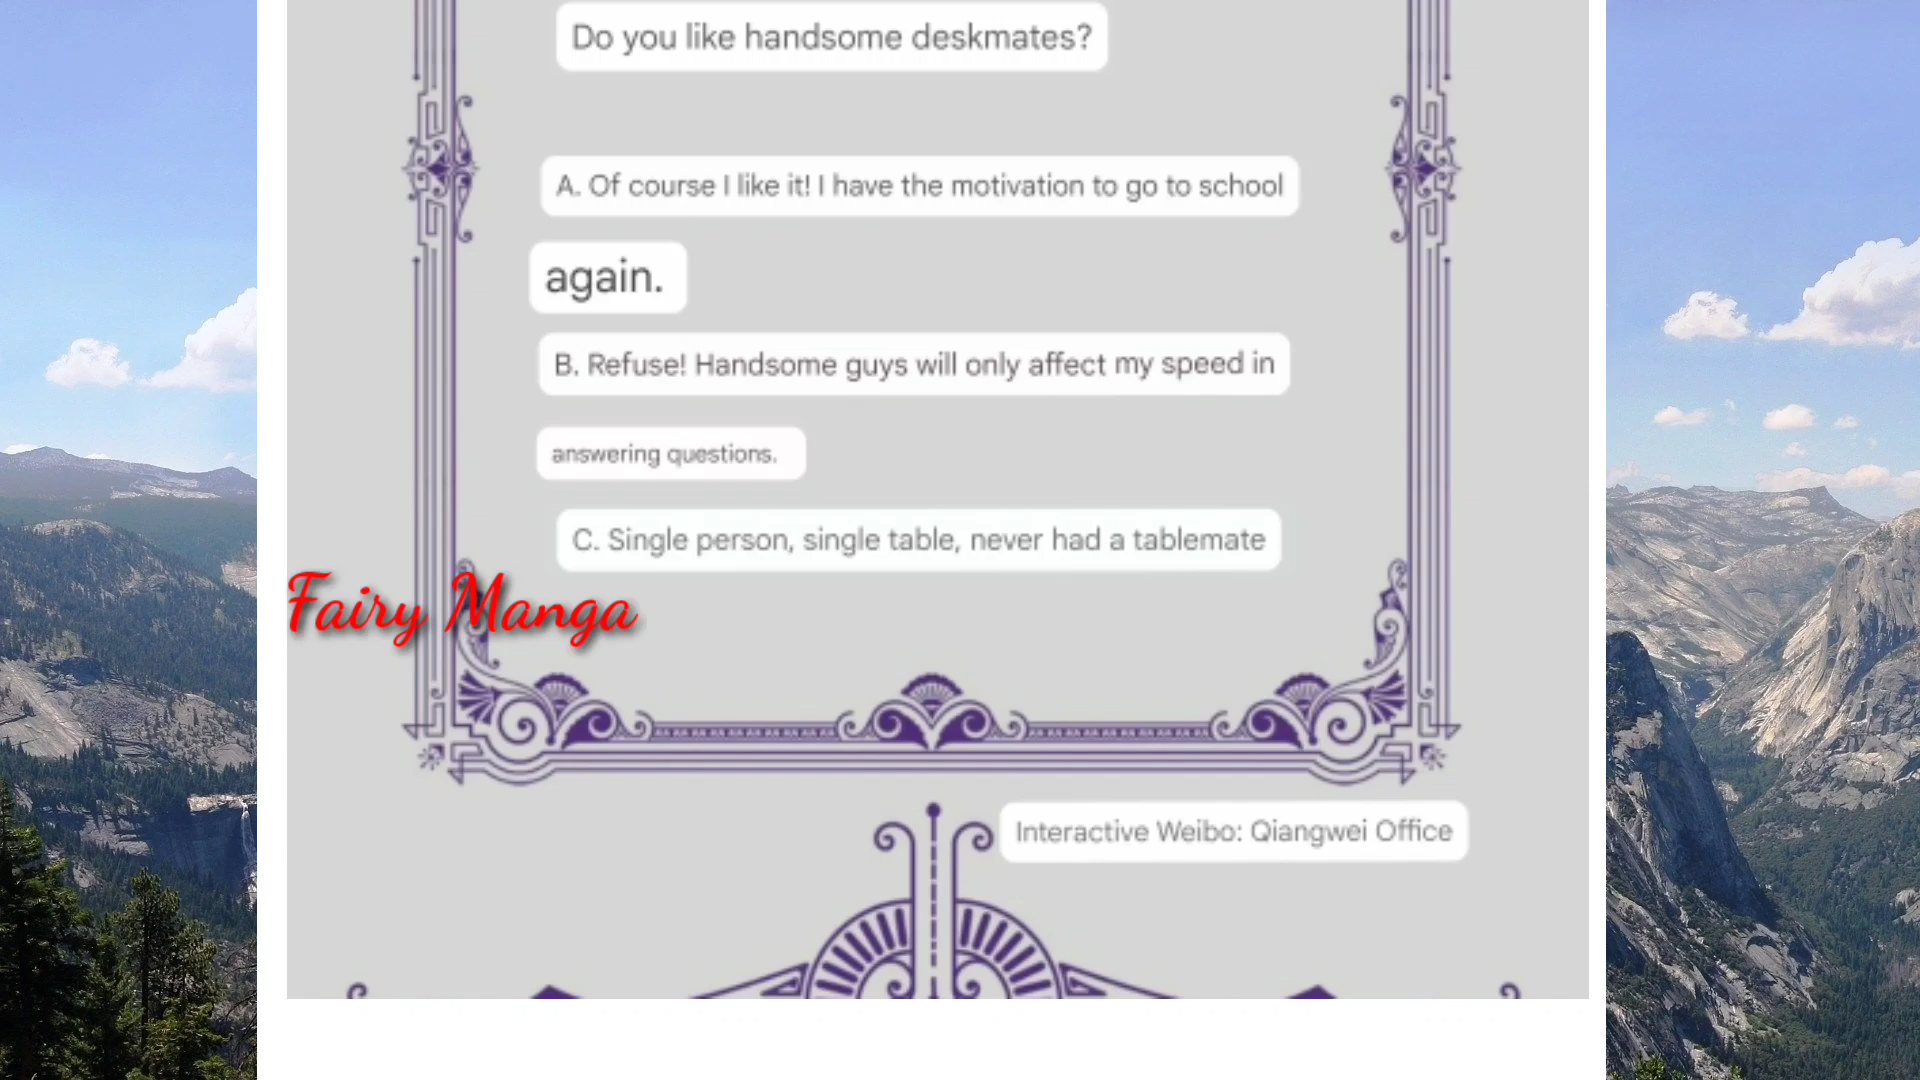 Do you like handsome deskmates?
A. Of course I like it! I have the motivation to go to school
again.
B. Refuse! Handsome guys will only affect my speed in
answering questions.
C. Single person, single table, never had a tablemate
Fairy Manga
Interactive Weibo: Qiangwei Office